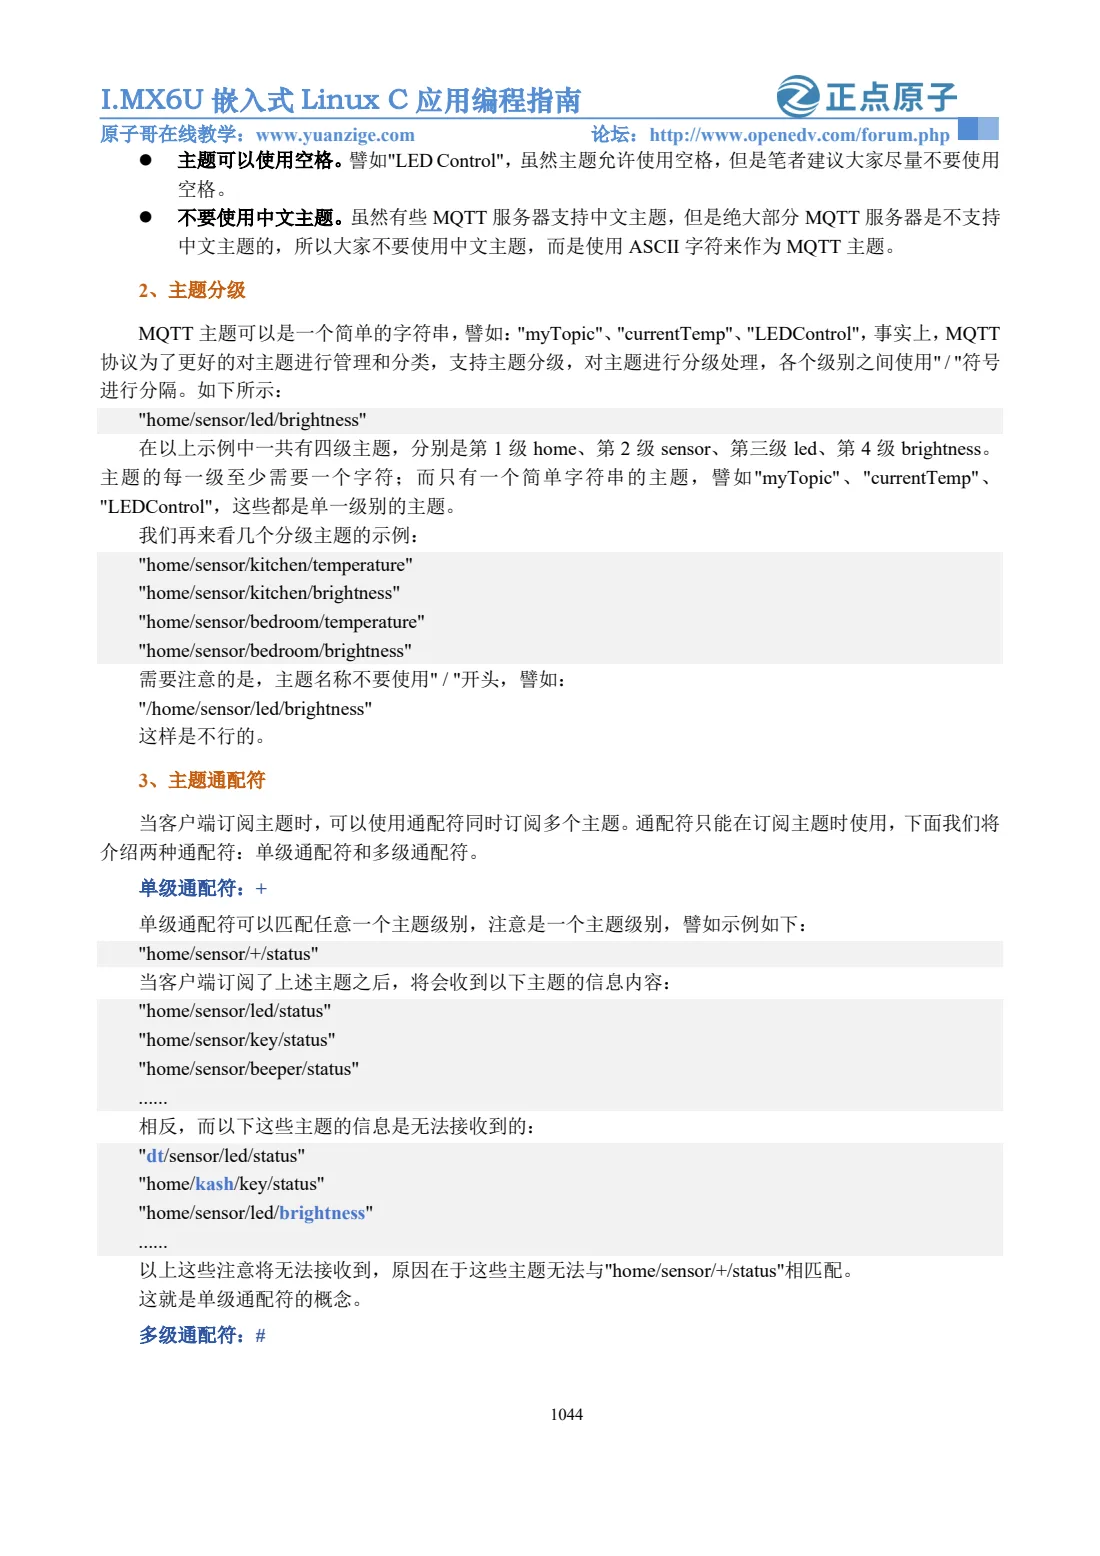 I.MX6U 嵌入式 Linux C 应用编程指南
正点原子
原子哥在线教学：www.yuanzige.com 论坛：http://www.openedv.com/forum.php
● 主题可以使用空格。譬如"LED Control"，虽然主题允许使用空格，但是笔者建议大家尽量不要使用
空格。
● 不要使用中文主题。虽然有些 MQTT 服务器支持中文主题，但是绝大部分 MQTT 服务器是不支持
中文主题的，所以大家不要使用中文主题，而是使用 ASCII 字符来作为 MQTT 主题。
2、主题分级
MQTT 主题可以是一个简单的字符串，譬如："myTopic"、"currentTemp"、"LEDControl"，事实上，MQTT
协议为了更好的对主题进行管理和分类，支持主题分级，对主题进行分级处理，各个级别之间使用" / "符号
进行分隔。如下所示：
"home/sensor/led/brightness"
在以上示例中一共有四级主题，分别是第 1 级 home、第 2 级 sensor、第三级 led、第 4 级 brightness。
主题的每一级至少需要一个字符；而只有一个简单字符串的主题，譬如"myTopic"、"currentTemp"、
"LEDControl"，这些都是单一级别的主题。
我们再来看几个分级主题的示例：
"home/sensor/kitchen/temperature"
"home/sensor/kitchen/brightness"
"home/sensor/bedroom/temperature"
"home/sensor/bedroom/brightness"
需要注意的是，主题名称不要使用" / "开头，譬如：
"/home/sensor/led/brightness"
这样是不行的。
3、主题通配符
当客户端订阅主题时，可以使用通配符同时订阅多个主题。通配符只能在订阅主题时使用，下面我们将
介绍两种通配符：单级通配符和多级通配符。
单级通配符：+
单级通配符可以匹配任意一个主题级别，注意是一个主题级别，譬如示例如下：
"home/sensor/+/status"
当客户端订阅了上述主题之后，将会收到以下主题的信息内容：
"home/sensor/led/status"
"home/sensor/key/status"
"home/sensor/beeper/status"
......
相反，而以下这些主题的信息是无法接收到的：
"dt/sensor/led/status"
"home/kash/key/status"
"home/sensor/led/brightness"
......
以上这些注意将无法接收到，原因在于这些主题无法与"home/sensor/+/status"相匹配。
这就是单级通配符的概念。
多级通配符：#
1044